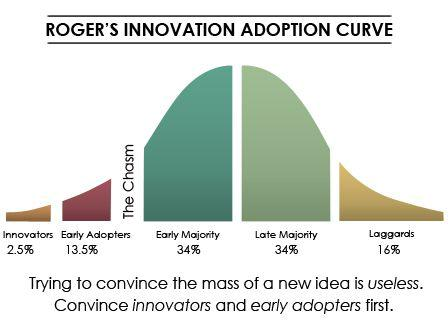 ROGER'S INNOVATION ADOPTION CURVE
The Chasm
Innovators
2.5%
Early Adopters
13.5%
Early Majority
34%
Late Majority
34%
Laggards
16%
Trying to convince the mass of a new idea is useless.
Convince innovators and early adopters first.